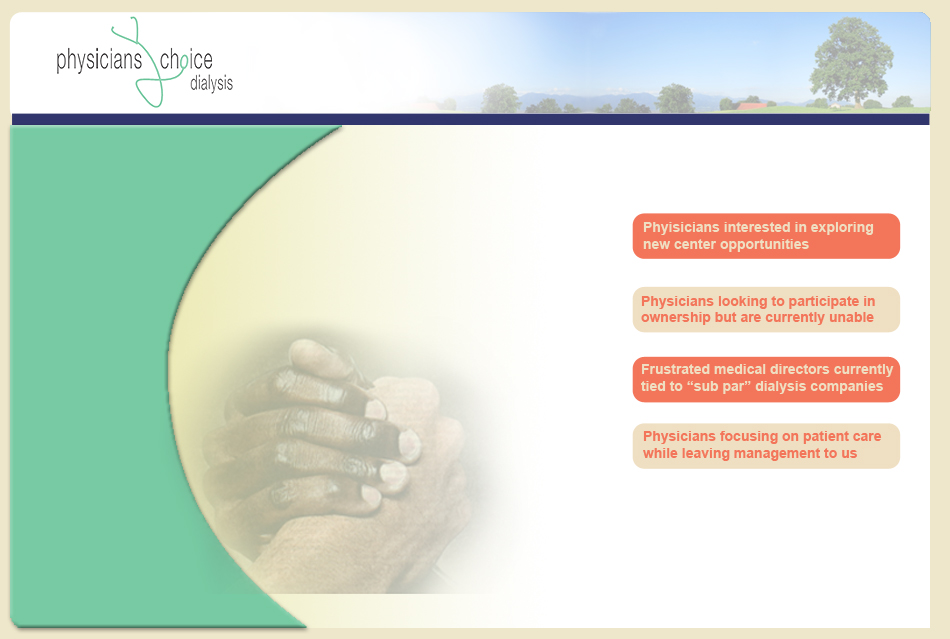 physicians choice
dialysis
Phyisicians interested in exploring
new center opportunities
Physicians looking to participate in
ownership but are currently unable
Frustrated medical directors currently
tied to “sub par” dialysis companies
Physicians focusing on patient care
while leaving management to us